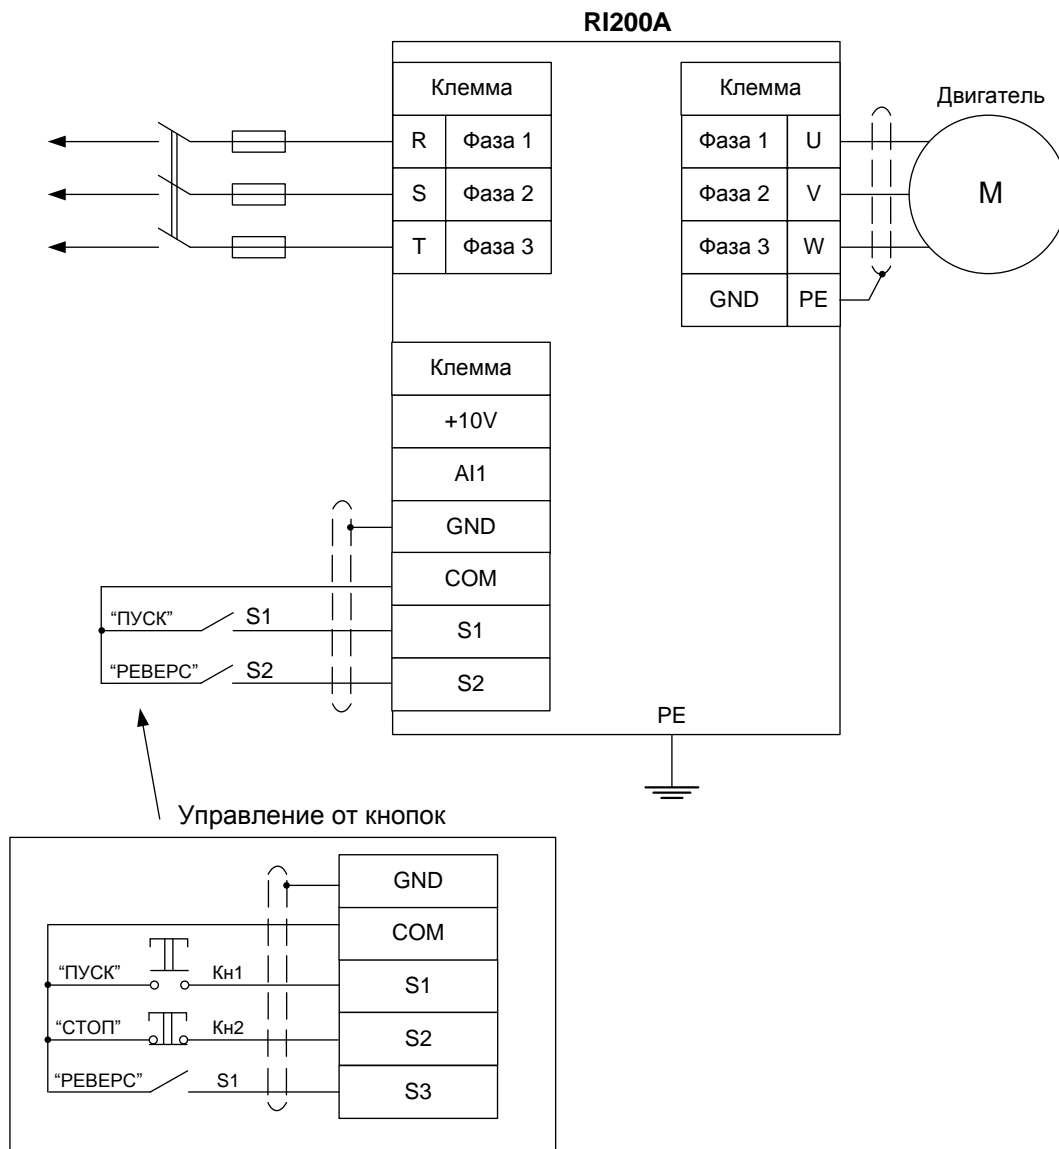 RI200A
Клемма
R Фаза 1
S Фаза 2
T Фаза 3
Клемма
Фаза 1 U
Фаза 2 V
Фаза 3 W
GND PE
Двигатель
M
Клемма
+10V
AI1
GND
COM
“ПУСК” S1 S1
“РЕВЕРС” S2 S2
PE
Управление от кнопок
GND
COM
“ПУСК” Кн1 S1
“СТОП” Кн2 S2
“РЕВЕРС” S1 S3